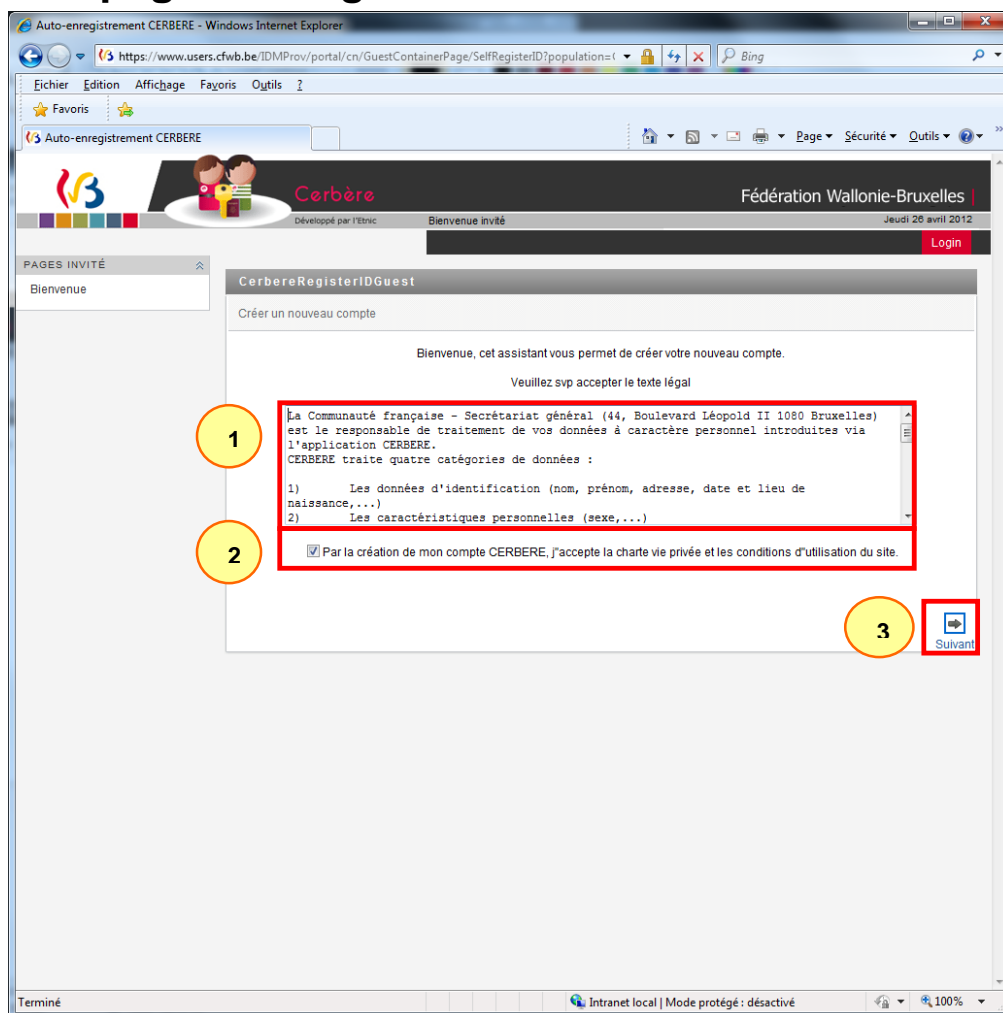 Auto-enregistrement CERBERE - Windows Internet Explorer
https://www.users.cfwb.be/IDMProv/portal/cn/GuestContainerPage/SelfRegisterID?population=(
Bing
Fichier Edition Affichage Favoris Outils ?
Favoris
Auto-enregistrement CERBERE
Page Sécurité Outils
Cerbère
Fédération Wallonie-Bruxelles
Développé par l'Etnic
Bienvenue invité
Jeudi 26 avril 2012
Login
PAGES INVITÉ
Bienvenue
CerbereRegisterIDGuest
Créer un nouveau compte
Bienvenue, cet assistant vous permet de créer votre nouveau compte.
Veuillez svp accepter le texte légal
1
La Communauté française - Secrétariat général (44, Boulevard Léopold II 1080 Bruxelles)
est le responsable de traitement de vos données à caractère personnel introduites via
l'application CERBERE.
CERBERE traite quatre catégories de données :
1) Les données d'identification (nom, prénom, adresse, date et lieu de
naissance,...)
2) Les caractéristiques personnelles (sexe,...)
2
Par la création de mon compte CERBERE, j"accepte la charte vie privée et les conditions d"utilisation du site.
3
Suivant
Terminé
Intranet local | Mode protégé : désactivé
100%